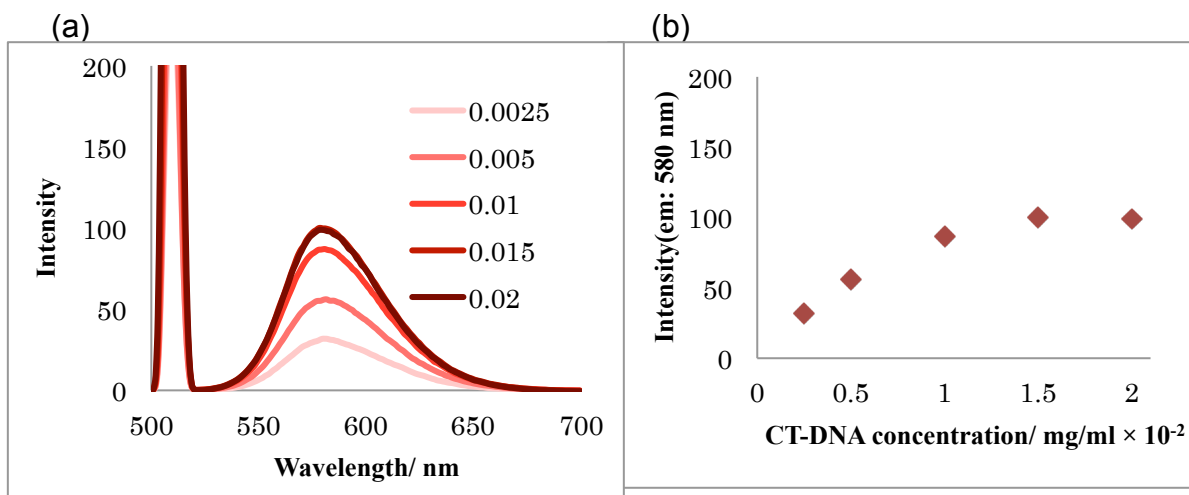 (a)
200
150
100
50
0
Intensity
500 550 600 650 700
Wavelength/ nm
0.0025
0.005
0.01
0.015
0.02
(b)
200
150
100
50
0
Intensity(em: 580 nm)
0 0.5 1 1.5 2
CT-DNA concentration/ mg/ml × 10-2